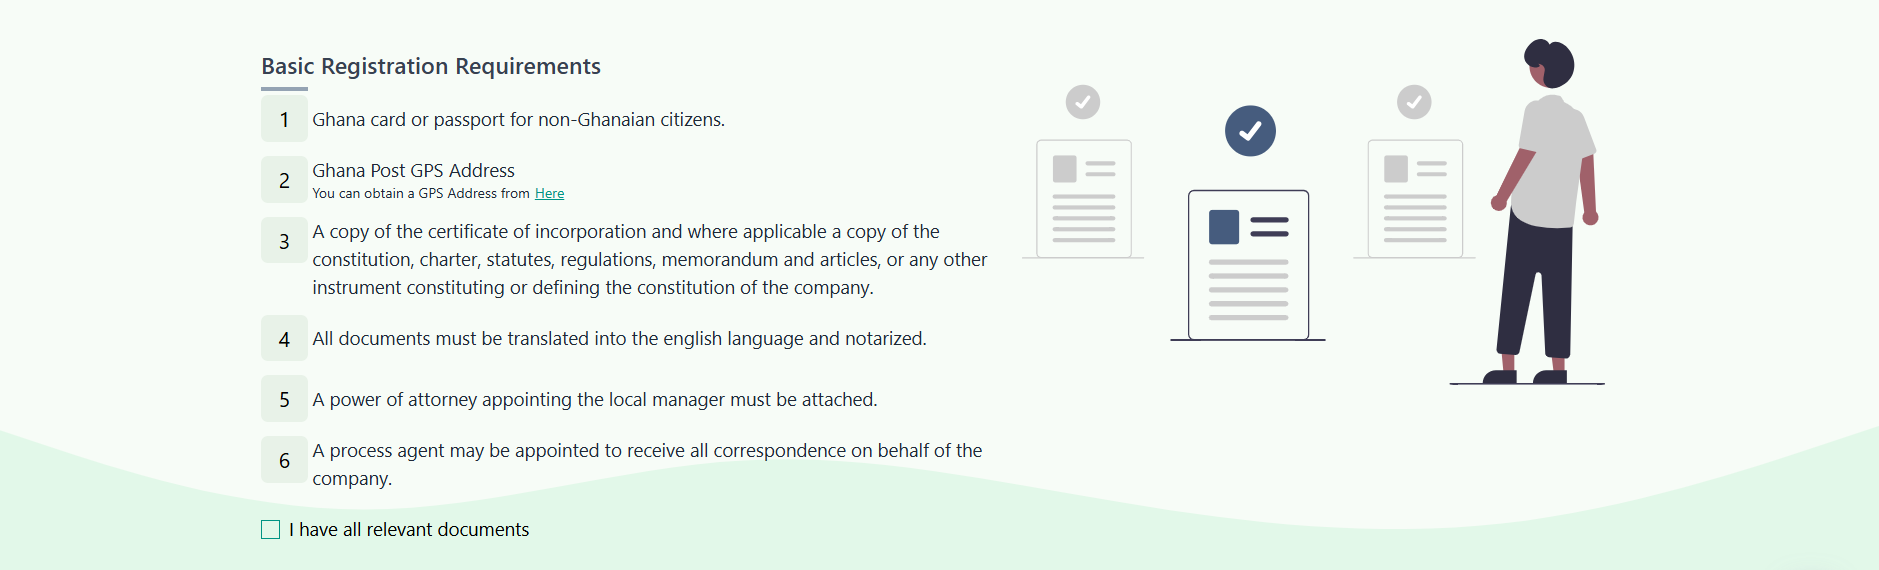 Basic Registration Requirements
1 Ghana card or passport for non-Ghanaian citizens.
2 Ghana Post GPS Address
You can obtain a GPS Address from Here
3 A copy of the certificate of incorporation and where applicable a copy of the
constitution, charter, statutes, regulations, memorandum and articles, or any other
instrument constituting or defining the constitution of the company.
4 All documents must be translated into the english language and notarized.
5 A power of attorney appointing the local manager must be attached.
6 A process agent may be appointed to receive all correspondence on behalf of the
company.
I have all relevant documents